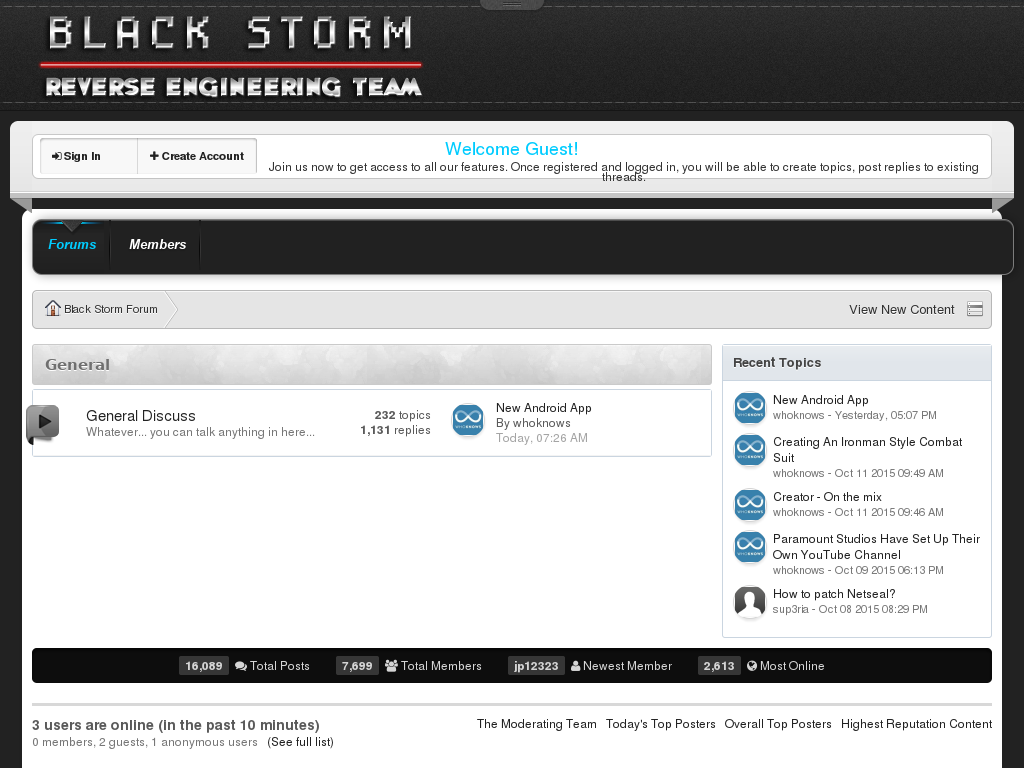 BLACK STORM
REVERSE ENGINEERING TEAM
Sign In
Create Account
Welcome Guest!
Join us now to get access to all our features. Once registered and logged in, you will be able to create topics, post replies to existing
threads.
Forums
Members
Black Storm Forum
View New Content
General
General Discuss
Whatever... you can talk anything in here...
232 topics
1,131 replies
New Android App
By whoknows
Today, 07:26 AM
Recent Topics
New Android App
whoknows - Yesterday, 05:07 PM
Creating An Ironman Style Combat
Suit
whoknows - Oct 11 2015 09:49 AM
Creator - On the mix
whoknows - Oct 11 2015 09:46 AM
Paramount Studios Have Set Up Their
Own YouTube Channel
whoknows - Oct 09 2015 06:13 PM
How to patch Netseal?
sup3ria - Oct 08 2015 08:29 PM
16,089 Total Posts
7,699 Total Members
jp12323 Newest Member
2,613 Most Online
3 users are online (in the past 10 minutes)
0 members, 2 guests, 1 anonymous users (See full list)
The Moderating Team
Today's Top Posters
Overall Top Posters
Highest Reputation Content